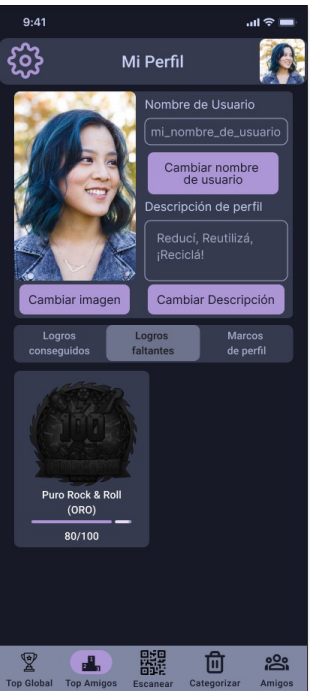 9:41
Mi Perfil
Nombre de Usuario
mi_nombre_de_usuario
Cambiar nombre
de usuario
Descripción de perfil
Reducí, Reutilizá,
¡Reciclá!
Cambiar imagen
Cambiar Descripción
Logros
conseguidos
Logros
faltantes
Marcos
de perfil
100
Puro Rock & Roll
(ORO)
80/100
Top Global
Top Amigos
Escanear
Categorizar
Amigos